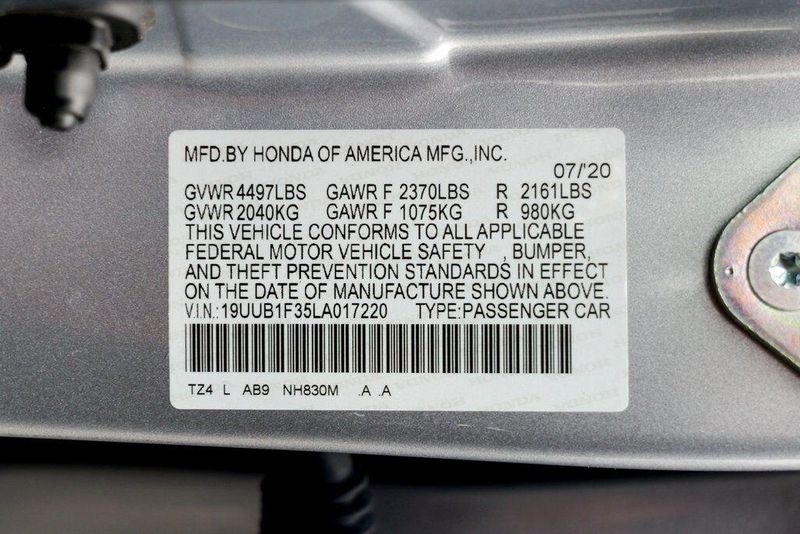 MFD.BY HONDA OF AMERICA MFG.,INC.
07/'20
GVWR 4497LBS GAWR F 2370LBS R 2161LBS
GVWR 2040KG GAWR F 1075KG R 980KG
THIS VEHICLE CONFORMS TO ALL APPLICABLE
FEDERAL MOTOR VEHICLE SAFETY , BUMPER,
AND THEFT PREVENTION STANDARDS IN EFFECT
ON THE DATE OF MANUFACTURE SHOWN ABOVE.
V.I.N.:19UUB1F35LA017220 TYPE:PASSENGER CAR
TZ4 L AB9 NH830M .A .A